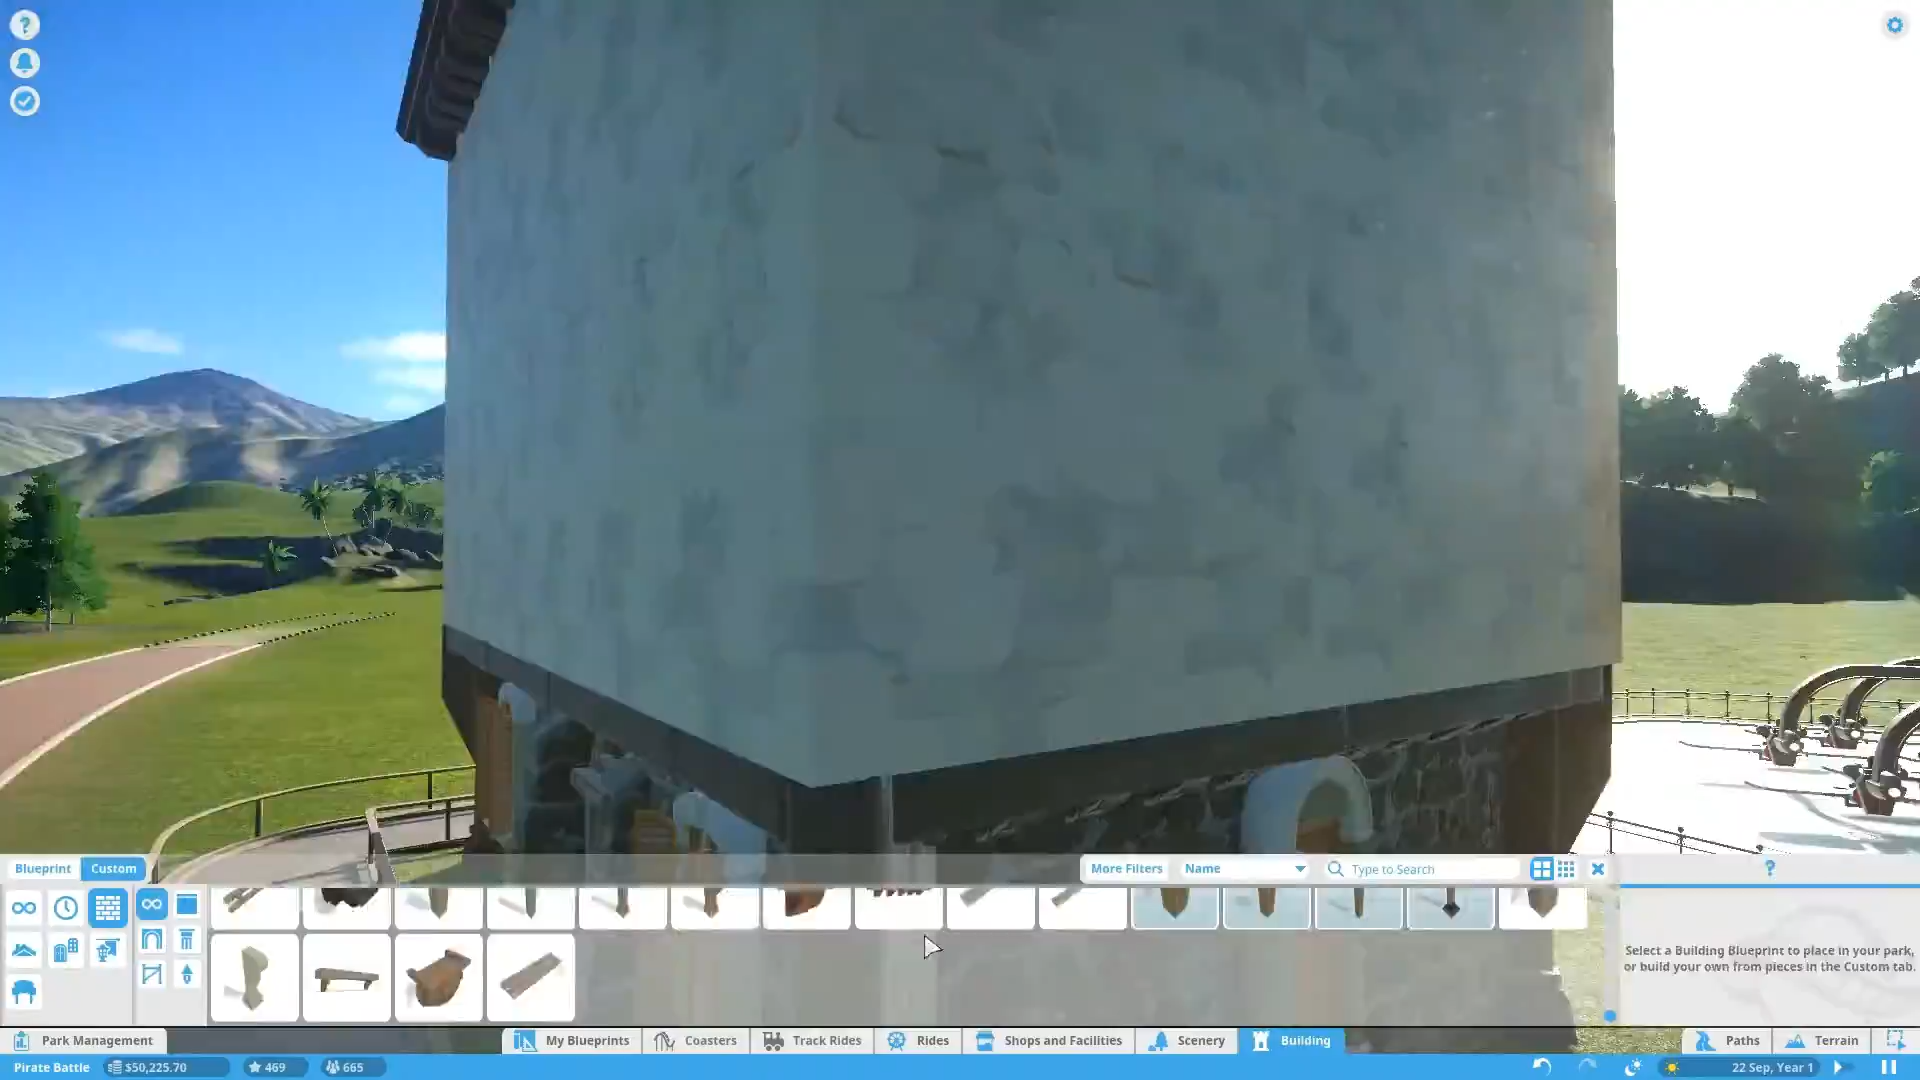 Blueprint
Custom
More Filters
Name
Type to Search
Select a Building Blueprint to place in your park,
or build your own from pieces in the Custom tab.
Park Management
My Blueprints
Coasters
Track Rides
Rides
Shops and Facilities
Scenery
Building
Paths
Terrain
Pirate Battle
$50,225.70
469
665
22 Sep, Year 1